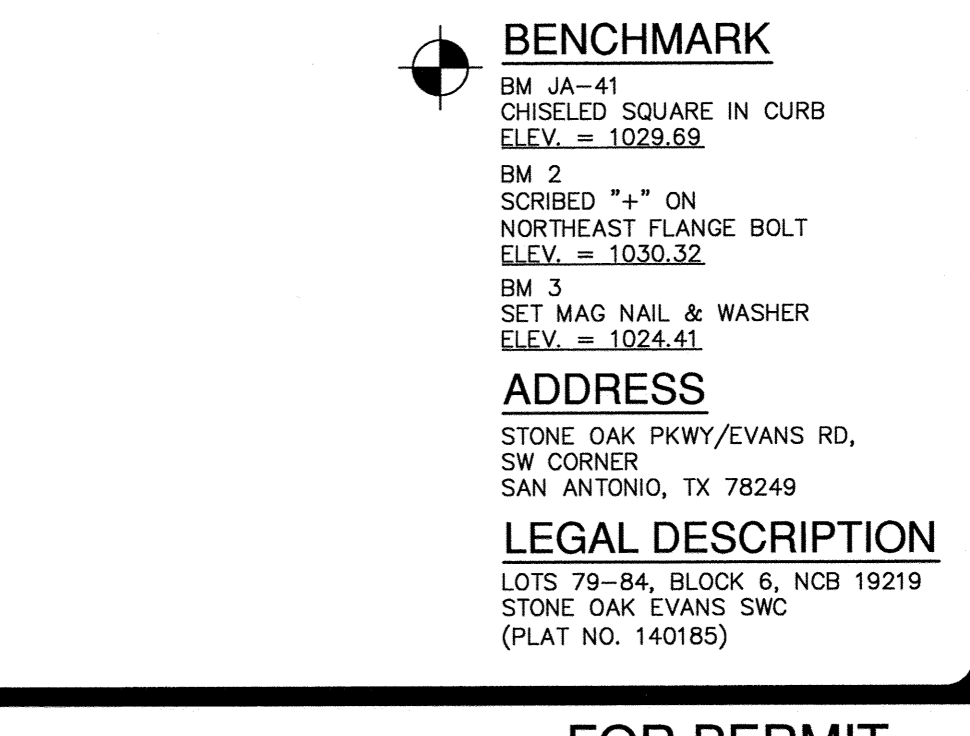 BENCHMARK
BM JA-41
CHISELED SQUARE IN CURB
ELEV. = 1029.69
BM 2
SCRIBED "+" ON
NORTHEAST FLANGE BOLT
ELEV. = 1030.32
BM 3
SET MAG NAIL & WASHER
ELEV. = 1024.41
ADDRESS
STONE OAK PKWY/EVANS RD,
SW CORNER
SAN ANTONIO, TX 78249
LEGAL DESCRIPTION
LOTS 79-84, BLOCK 6, NCB 19219
STONE OAK EVANS SWC
(PLAT NO. 140185)
FOR PERMIT